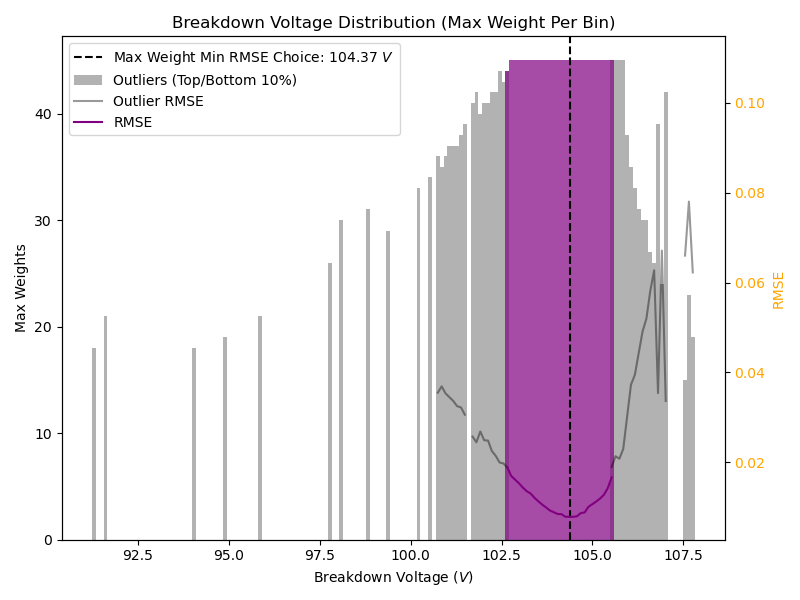 Breakdown Voltage Distribution (Max Weight Per Bin)
Max Weight Min RMSE Choice: 104.37 V
Outliers (Top/Bottom 10%)
Outlier RMSE
RMSE
Max Weights
40
30
20
10
0
0.10
0.08
0.06
0.04
0.02
RMSE
92.5 95.0 97.5 100.0 102.5 105.0 107.5
Breakdown Voltage (V)